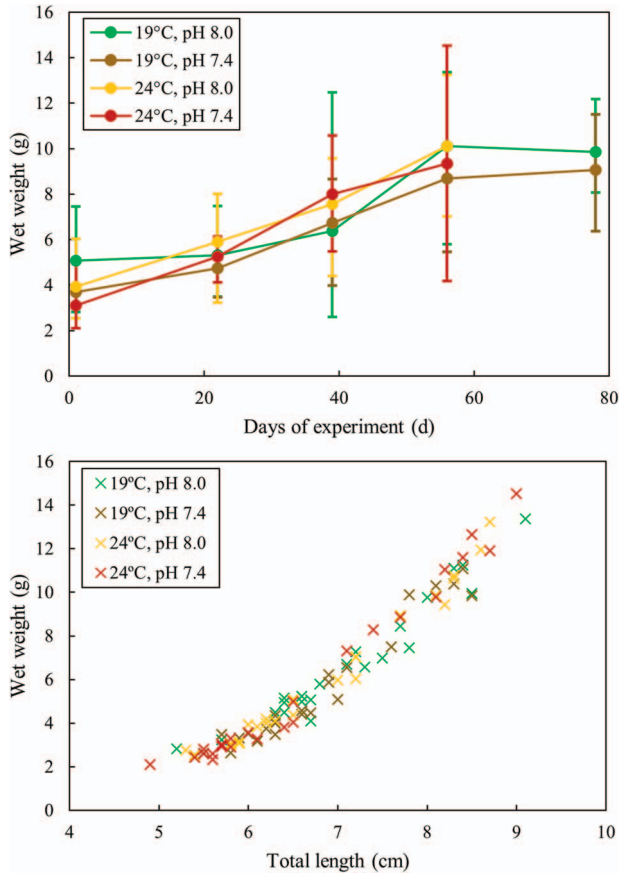 16
14
12
10
8
6
4
2
0
Wet weight (g)
19°C, pH 8.0
19°C, pH 7.4
24°C, pH 8.0
24°C, pH 7.4
0 20 40 60 80
Days of experiment (d)
16
14
12
10
8
6
4
2
0
Wet weight (g)
19ºC, pH 8.0
19ºC, pH 7.4
24ºC, pH 8.0
24ºC, pH 7.4
4 5 6 7 8 9 10
Total length (cm)